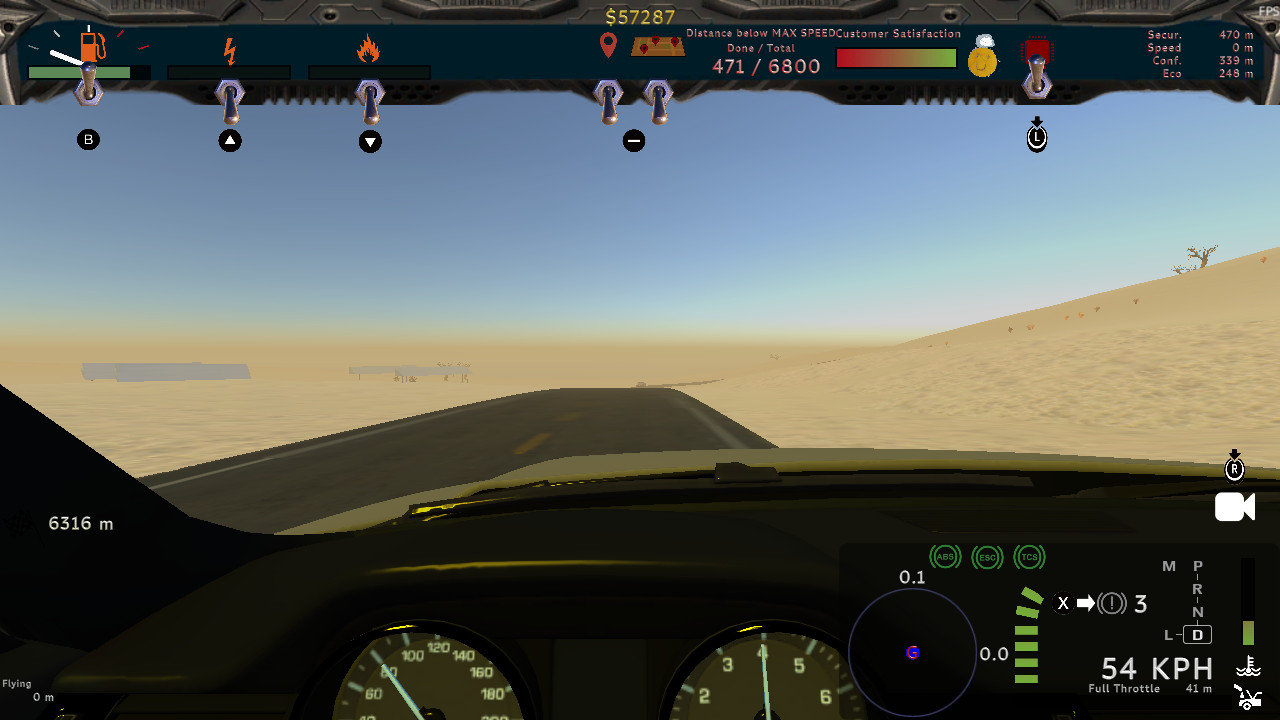 $57287
FPS
Distance below MAX SPEED
Customer Satisfaction
Done / Total
471 / 6800
Secur. 470 m
Speed 0 m
Conf. 339 m
Eco 248 m
B
L
R
6316 m
ABS
ESC
TCS
0.1
M P
R
X 3
N
L D
G
0.0
54 KPH
Full Throttle 41 m
Flying
0 m
60 80 100 120 140 160 180
2 3 4 5 6